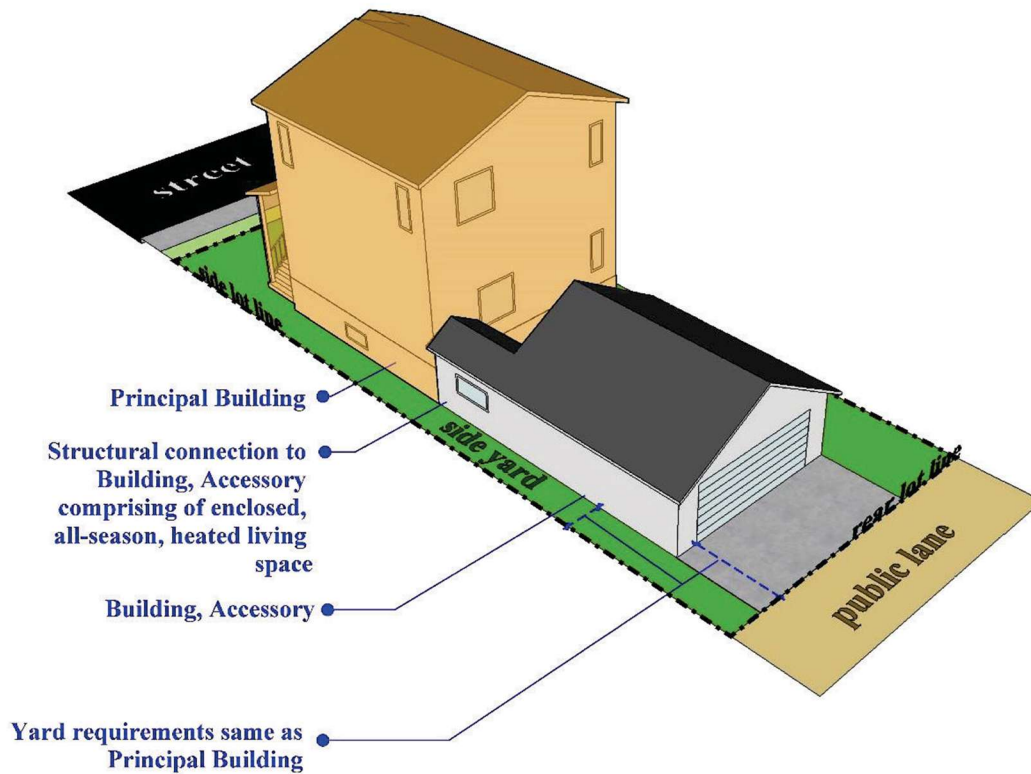 street
side lot line
Principal Building
Structural connection to
Building, Accessory
comprising of enclosed,
all-season, heated living
space
side yard
rear lot line
public lane
Building, Accessory
Yard requirements same as
Principal Building